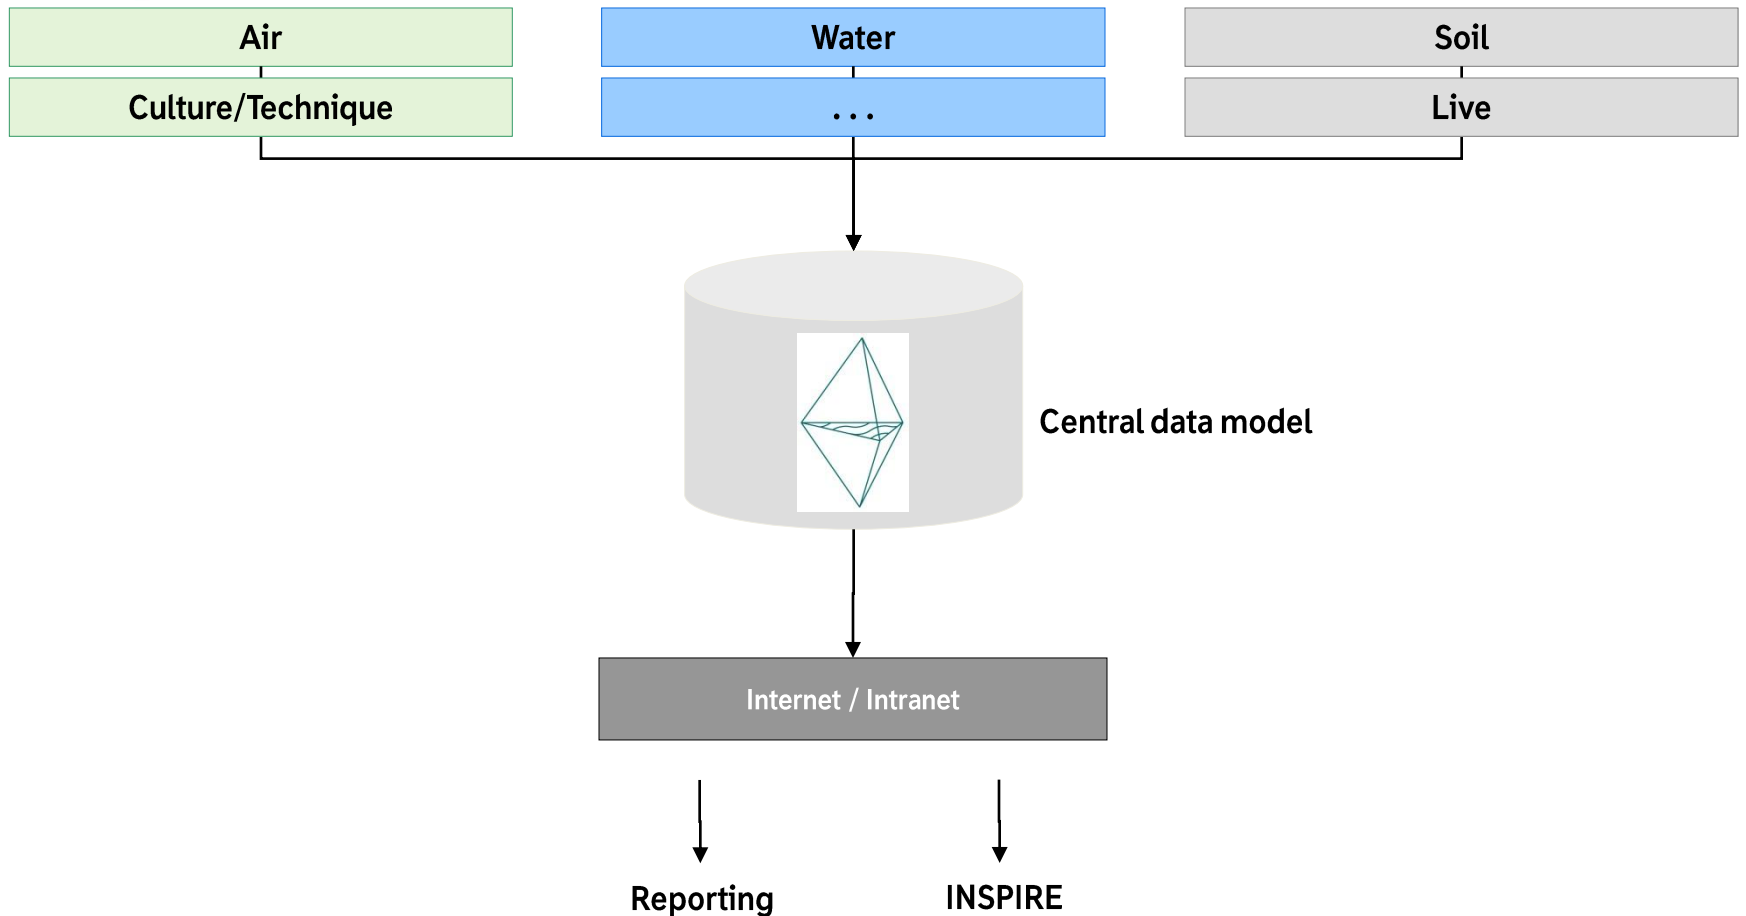 Air
Water
Soil
Culture/Technique
...
Live
Central data model
Internet / Intranet
Reporting
INSPIRE